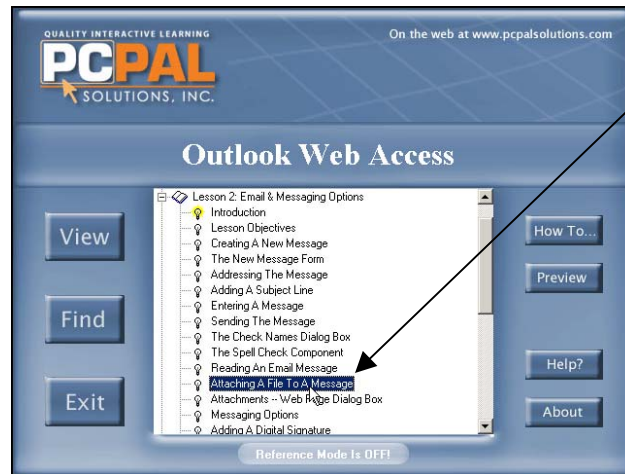 QUALITY INTERACTIVE LEARNING
PCPAL
SOLUTIONS, INC.
On the web at www.pcpalsolutions.com
Outlook Web Access
View
Find
Exit
Lesson 2: Email & Messaging Options
Introduction
Lesson Objectives
Creating A New Message
The New Message Form
Addressing The Message
Adding A Subject Line
Entering A Message
Sending The Message
The Check Names Dialog Box
The Spell Check Component
Reading An Email Message
Attaching A File To A Message
Attachments -- Web Page Dialog Box
Messaging Options
Adding A Digital Signature
How To...
Preview
Help?
About
Reference Mode Is OFF!